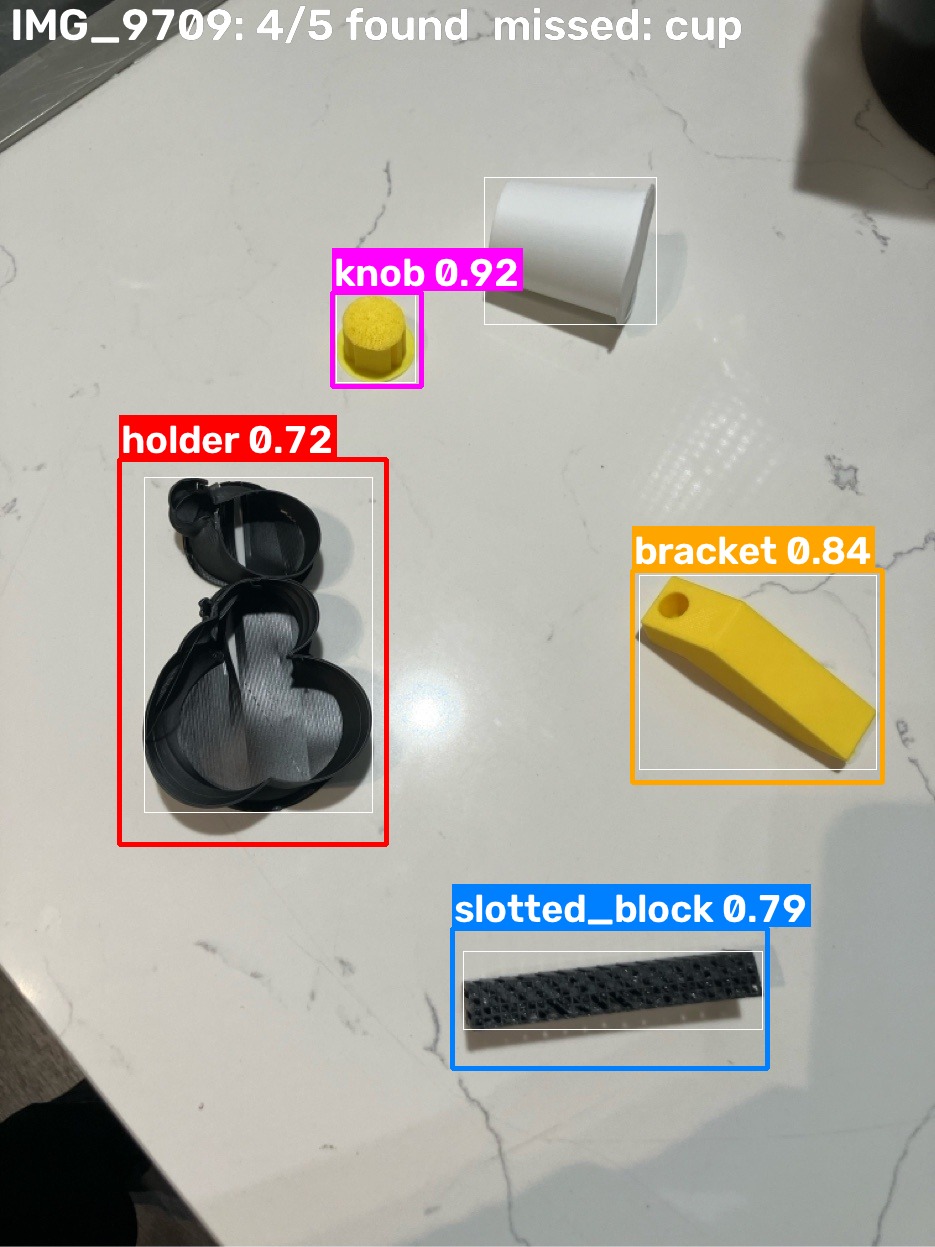 IMG_9709: 4/5 found missed: cup
knob 0.92
holder 0.72
bracket 0.84
slotted_block 0.79